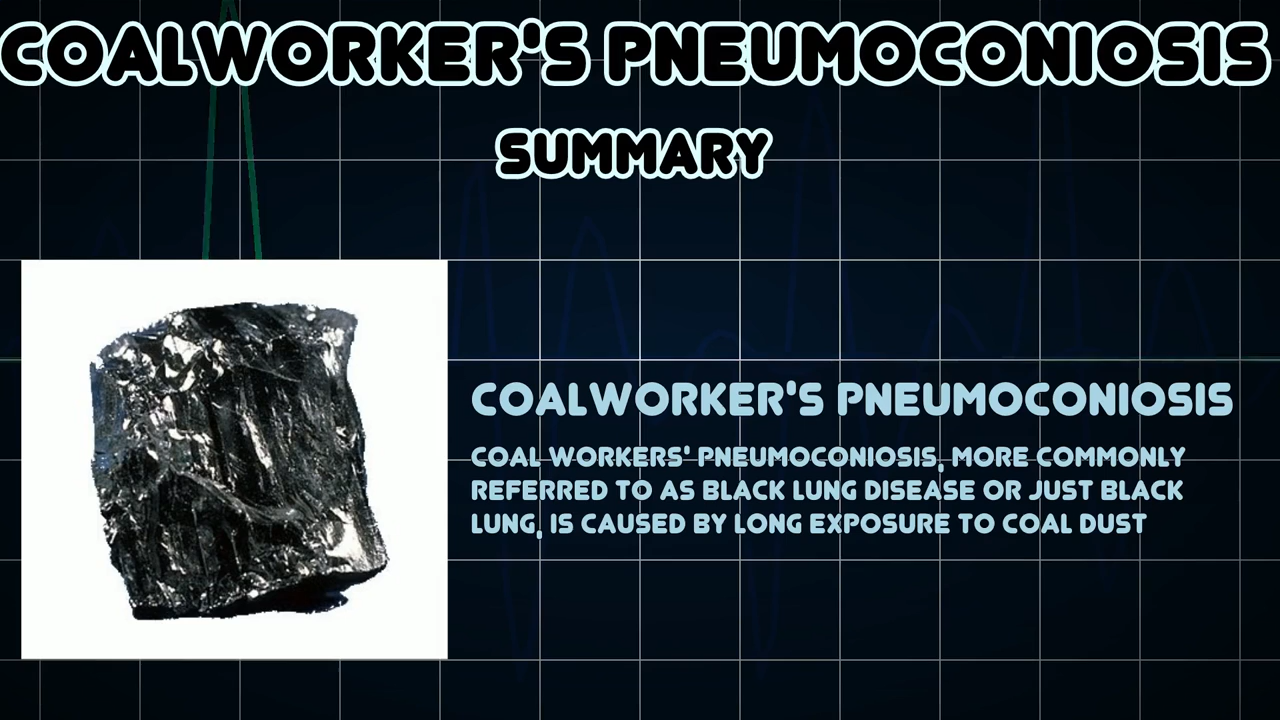 COALWORKER'S PNEUMOCONIOSIS
SUMMARY
COALWORKER'S PNEUMOCONIOSIS
COAL WORKERS' PNEUMOCONIOSIS, MORE COMMONLY
REFERRED TO AS BLACK LUNG DISEASE OR JUST BLACK
LUNG, IS CAUSED BY LONG EXPOSURE TO COAL DUST